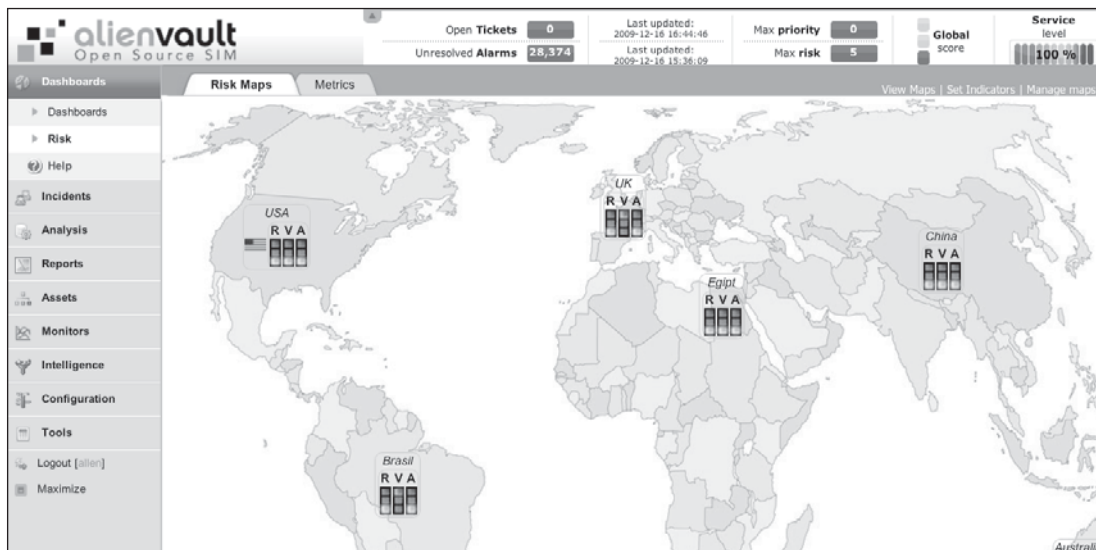 alienvault
Open Source SIM
Open Tickets 0
Unresolved Alarms 28,374
Last updated:
2009-12-16 16:44:46
Last updated:
2009-12-16 15:36:09
Max priority 0
Max risk 5
Global
score
Service
level
100 %
Dashboards
Dashboards
Risk
Help
Incidents
Analysis
Reports
Assets
Monitors
Intelligence
Configuration
Tools
Logout [alien]
Maximize
Risk Maps
Metrics
View Maps | Set Indicators | Manage maps
USA
R V A
UK
R V A
China
R V A
Egipt
R V A
Brasil
R V A
Australi